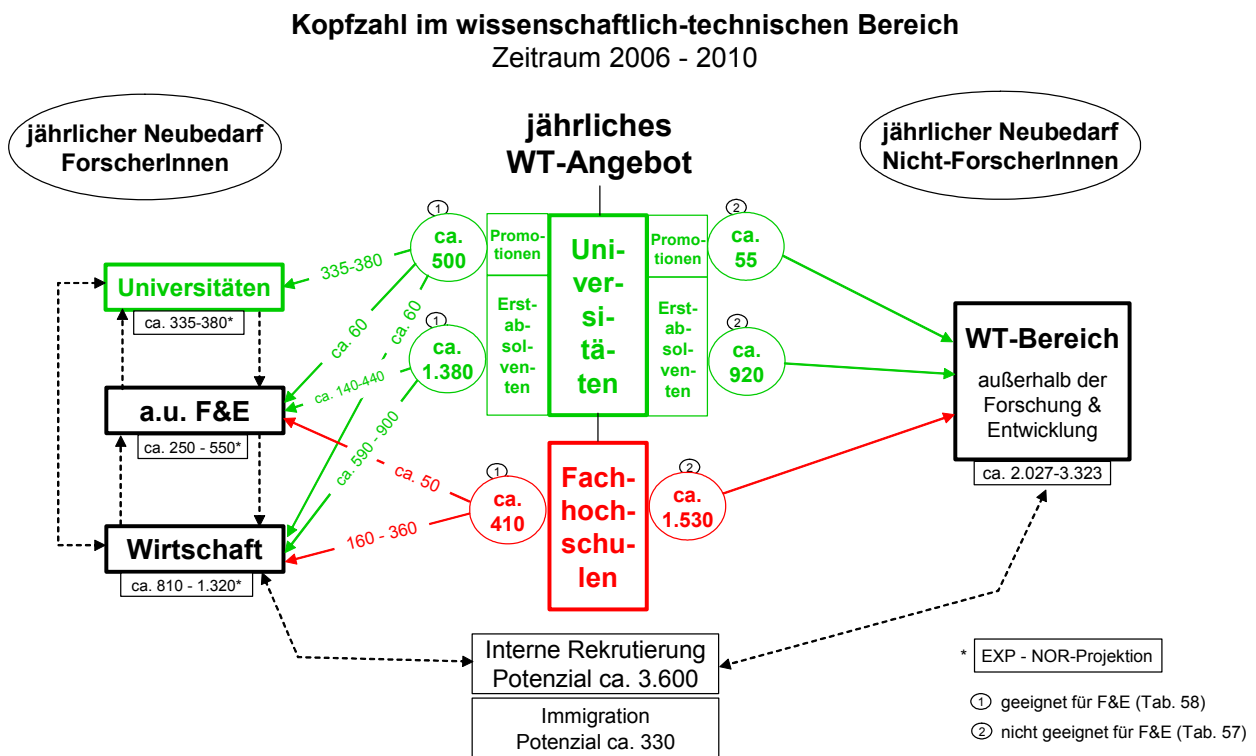 Kopfzahl im wissenschaftlich-technischen Bereich
Zeitraum 2006 - 2010
jährlicher Neubedarf
ForscherInnen
jährliches
WT-Angebot
jährlicher Neubedarf
Nicht-ForscherInnen
Universitäten
ca. 335-380*
a.u. F&E
ca. 250 - 550*
Wirtschaft
ca. 810 - 1.320*
335-380
ca. 60
ca. 60
ca. 140-440
ca. 590 - 900
ca. 50
160 - 360
1
ca.
500
1
ca.
1.380
1
ca.
410
Promo-
tionen
Erst-
ab-
sol-
venten
Uni-
ver-
si-
tä-
ten
Promo-
tionen
Erst-
ab-
sol-
venten
Fach-
hoch-
schu-
len
2
ca.
55
2
ca.
920
2
ca.
1.530
WT-Bereich
außerhalb der
Forschung &
Entwicklung
ca. 2.027-3.323
Interne Rekrutierung
Potenzial ca. 3.600
Immigration
Potenzial ca. 330
* EXP - NOR-Projektion
1 geeignet für F&E (Tab. 58)
2 nicht geeignet für F&E (Tab. 57)